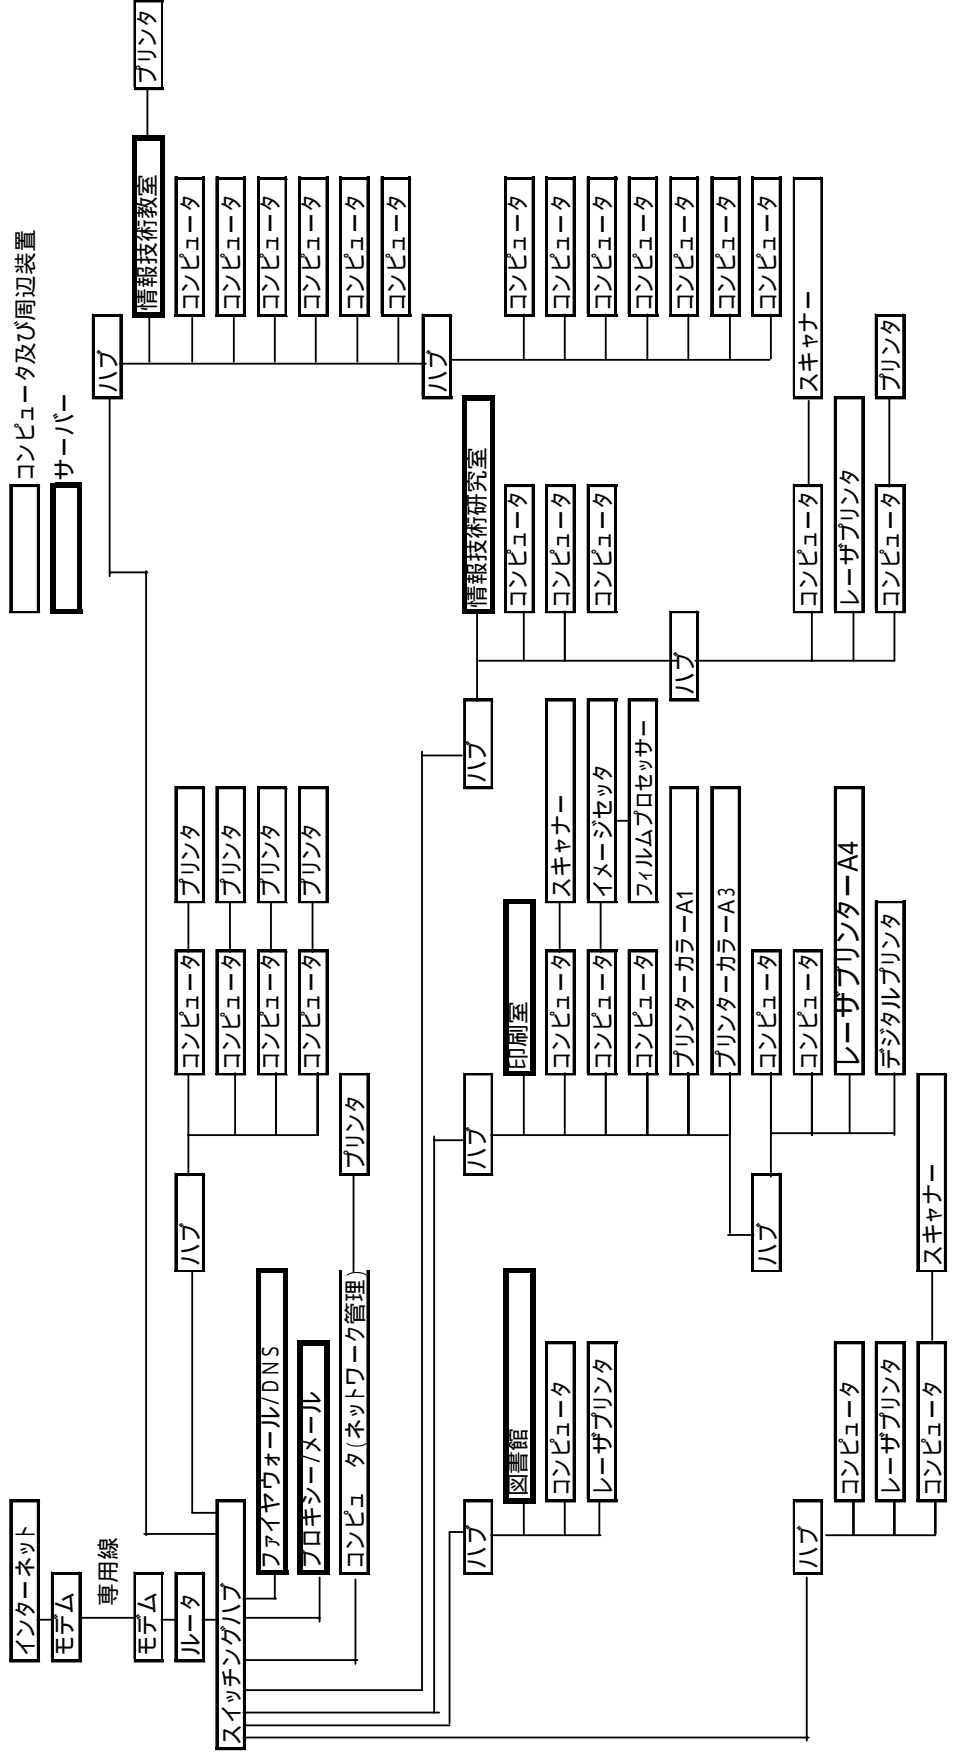 インターネット
コンピュータ及び周辺装置
モデム
サーバー
専用線
ハブ
モデム
情報技術教室
プリンタ
ルータ
ハブ
コンピュータ
プリンタ
コンピュータ
スイッチングハブ
コンピュータ
プリンタ
コンピュータ
ファイヤウォール/DNS
コンピュータ
プリンタ
コンピュータ
プロキシー/メール
コンピュータ
プリンタ
コンピュータ
コンピュ タ(ネットワーク管理)
プリンタ
コンピュータ
コンピュータ
ハブ
ハブ
ハブ
ハブ
情報技術研究室
図書館
印刷室
コンピュータ
コンピュータ
コンピュータ
コンピュータ
スキャナー
コンピュータ
コンピュータ
レーザプリンタ
コンピュータ
イメージセッタ
コンピュータ
コンピュータ
コンピュータ
フィルムプロセッサー
コンピュータ
プリンターカラーA1
ハブ
コンピュータ
プリンターカラーA3
コンピュータ
ハブ
コンピュータ
コンピュータ
ハブ
コンピュータ
コンピュータ
スキャナー
コンピュータ
レーザプリンターA4
レーザプリンタ
レーザプリンタ
デジタルプリンタ
コンピュータ
プリンタ
コンピュータ
スキャナー